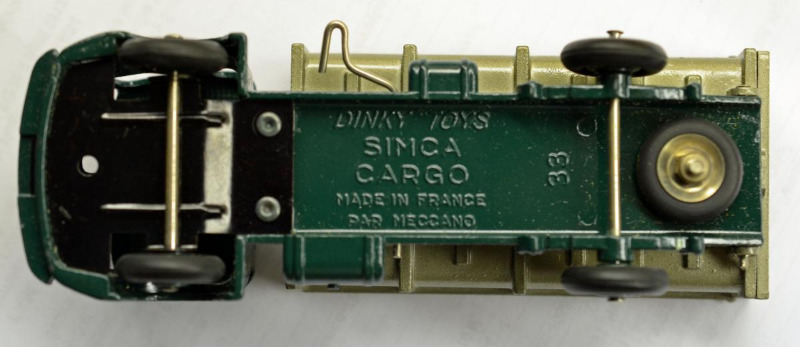 DINKY TOYS
SIMCA
CARGO
MADE IN FRANCE
PAR MECCANO
33